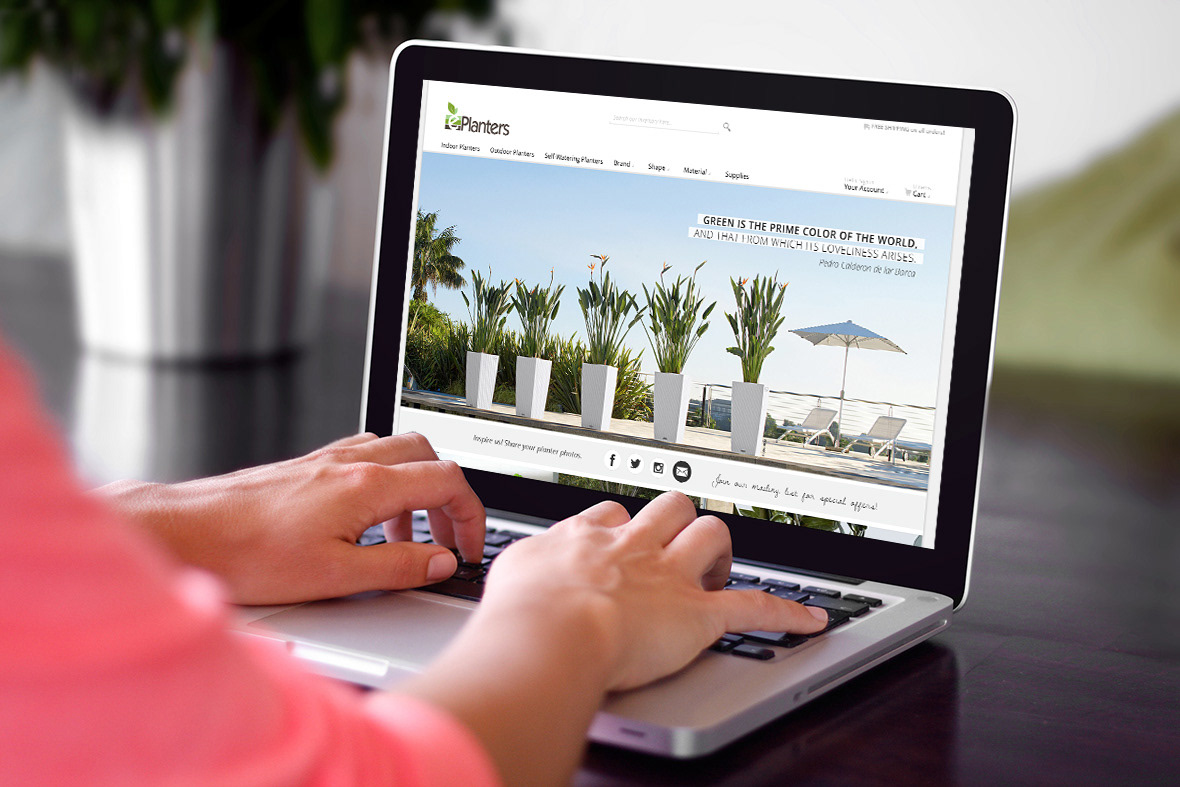 ePlanters
Search our inventory here...
FREE SHIPPING on all orders!
Indoor Planters Outdoor Planters Self Watering Planters Brand Shape Material Supplies
Your Account Cart
GREEN IS THE PRIME COLOR OF THE WORLD,
AND THAT FROM WHICH ITS LOVELINESS ARISES.
Pedro Calderon de lar Barca
Inspire us! Share your planter photos.
Join our mailing list for special offers!